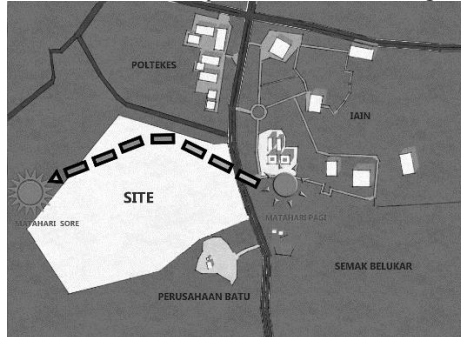 POLTEKES
IAIN
SITE
MATAHARI SORE
MATAHARI PAGI
SEMAK BELUKAR
PERUSAHAAN BATU